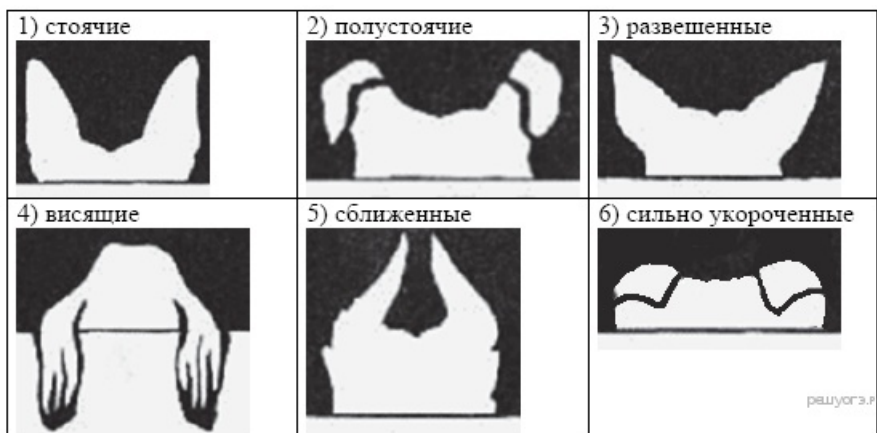 1) стоячие
2) полустоячие
3) развешенные
4) висящие
5) сближенные
6) сильно укороченные